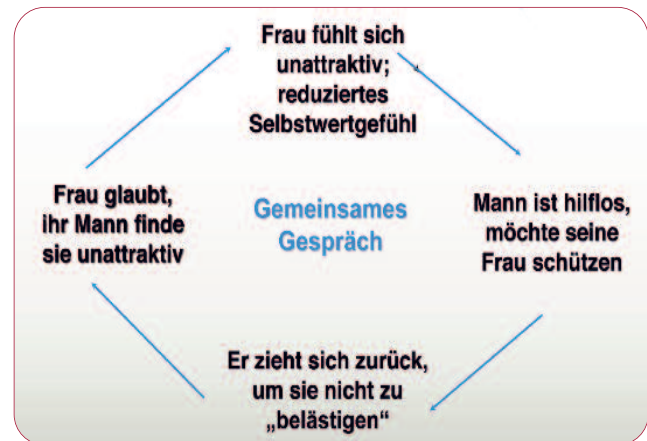 Frau fühlt sich
unattraktiv;
reduziertes
Selbstwertgefühl
Frau glaubt,
ihr Mann finde
sie unattraktiv
Gemeinsames
Gespräch
Mann ist hilflos,
möchte seine
Frau schützen
Er zieht sich zurück,
um sie nicht zu
„belästigen“